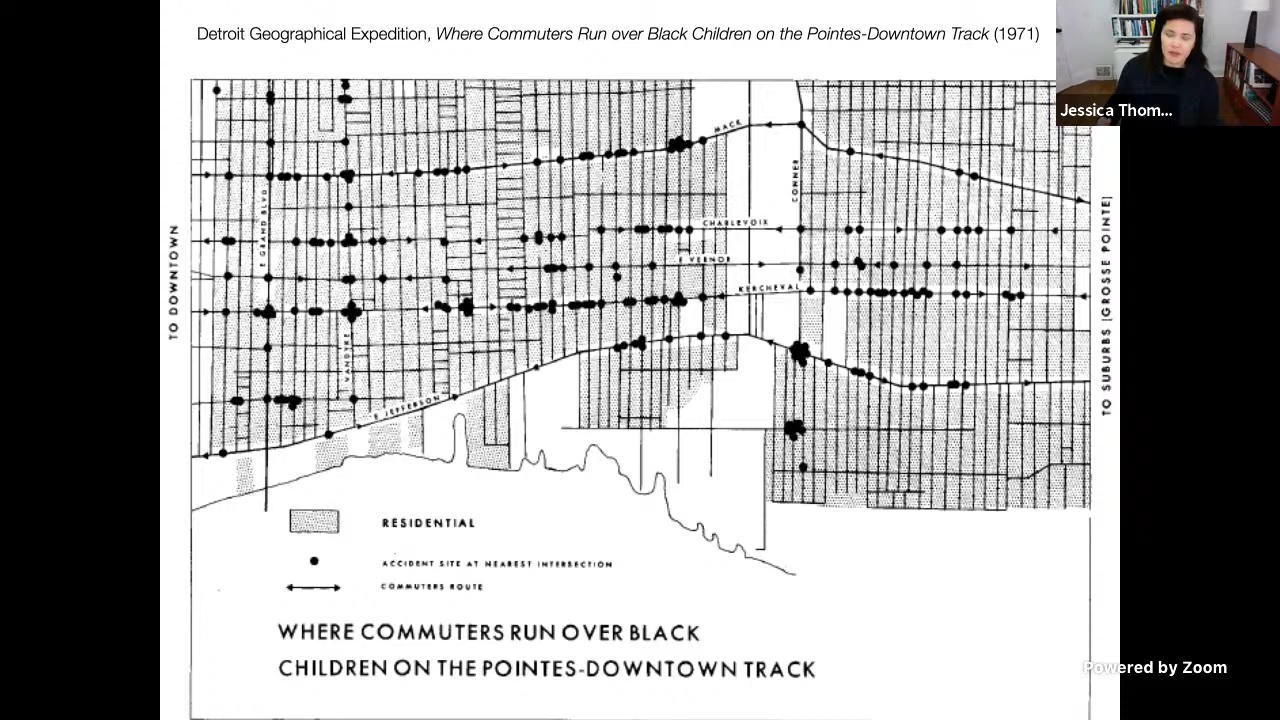 Detroit Geographical Expedition, Where Commuters Run over Black Children on the Pointes-Downtown Track (1971)
Jessica Thom...
MACK
CONNER
E GRAND BLVD
CHARLEVOIX
TO DOWNTOWN
TO SUBURBS (GROSSE POINTE)
E VERNOR
KERCHEVAL
VANDYKE
E JEFFERSON
RESIDENTIAL
ACCIDENT SITE AT NEAREST INTERSECTION
COMMUTERS ROUTE
WHERE COMMUTERS RUN OVER BLACK
CHILDREN ON THE POINTES-DOWNTOWN TRACK
Powered by Zoom